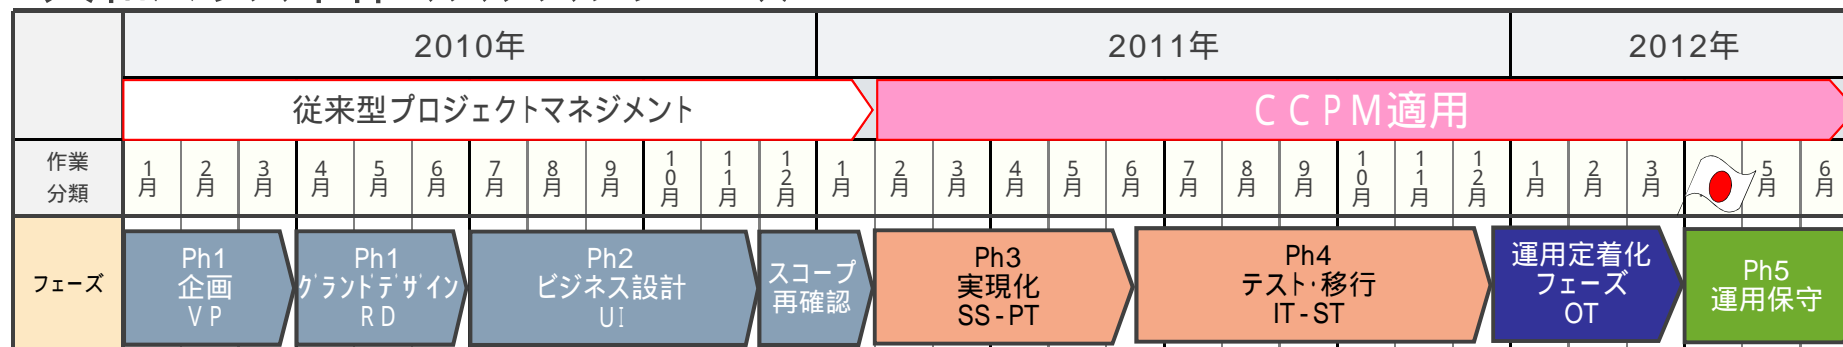 2010年 2011年 2012年
従来型プロジェクトマネジメント CCPM適用
作業
分類
1月 2月 3月 4月 5月 6月 7月 8月 9月 10月 11月 12月 1月 2月 3月 4月 5月 6月 7月 8月 9月 10月 11月 12月 1月 2月 3月 5月 6月
フェーズ
Ph1
企画
VP
Ph1
グランドデザイン
RD
Ph2
ビジネス設計
UI
スコープ
再確認
Ph3
実現化
SS-PT
Ph4
テスト・移行
IT-ST
運用定着化
フェーズ
OT
Ph5
運用保守